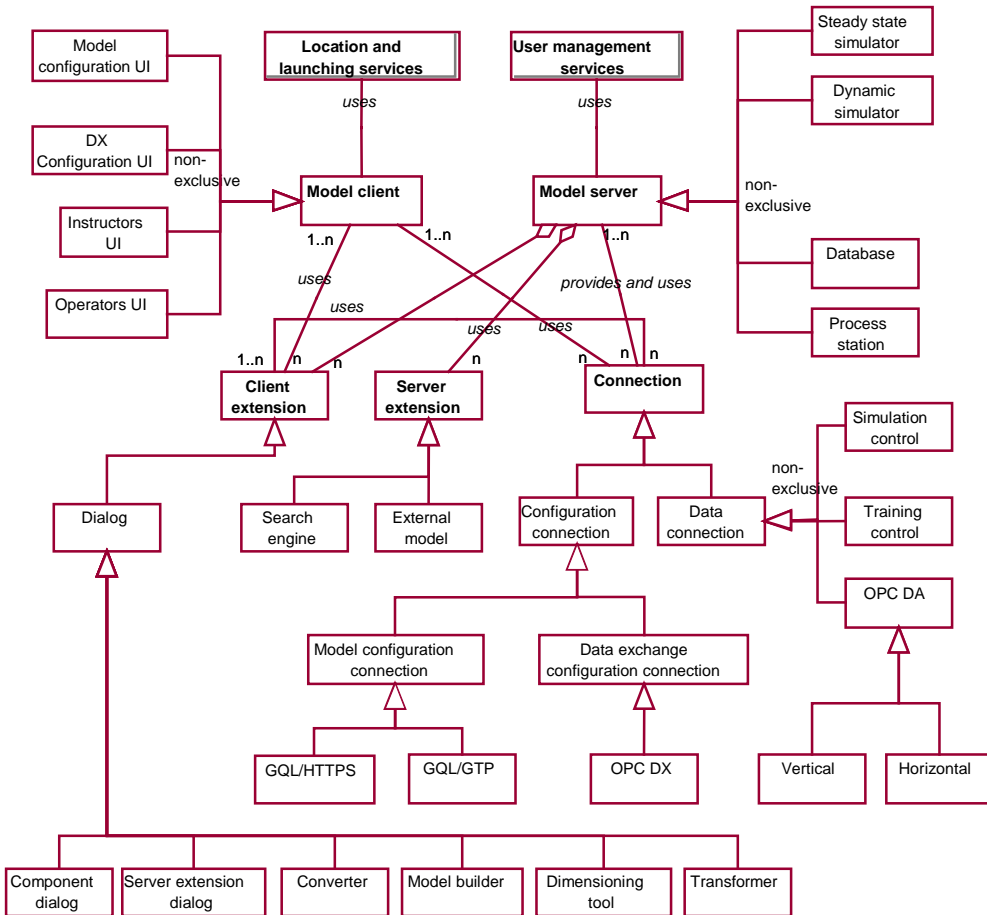 Model
configuration UI
Location and
launching services
User management
services
Steady state
simulator
uses
uses
Dynamic
simulator
DX
Configuration UI
non-
exclusive
Model client
Model server
non-
exclusive
Instructors
UI
1..n
1..n
1..n
Database
uses
provides and uses
Operators UI
uses
uses
uses
Process
station
1..n
n
n
n
n
n
n
Client
extension
Server
extension
Connection
Simulation
control
non-
exclusive
Dialog
Search
engine
External
model
Configuration
connection
Data
connection
Training
control
OPC DA
Model configuration
connection
Data exchange
configuration connection
GQL/HTTPS
GQL/GTP
OPC DX
Vertical
Horizontal
Component
dialog
Server extension
dialog
Converter
Model builder
Dimensioning
tool
Transformer